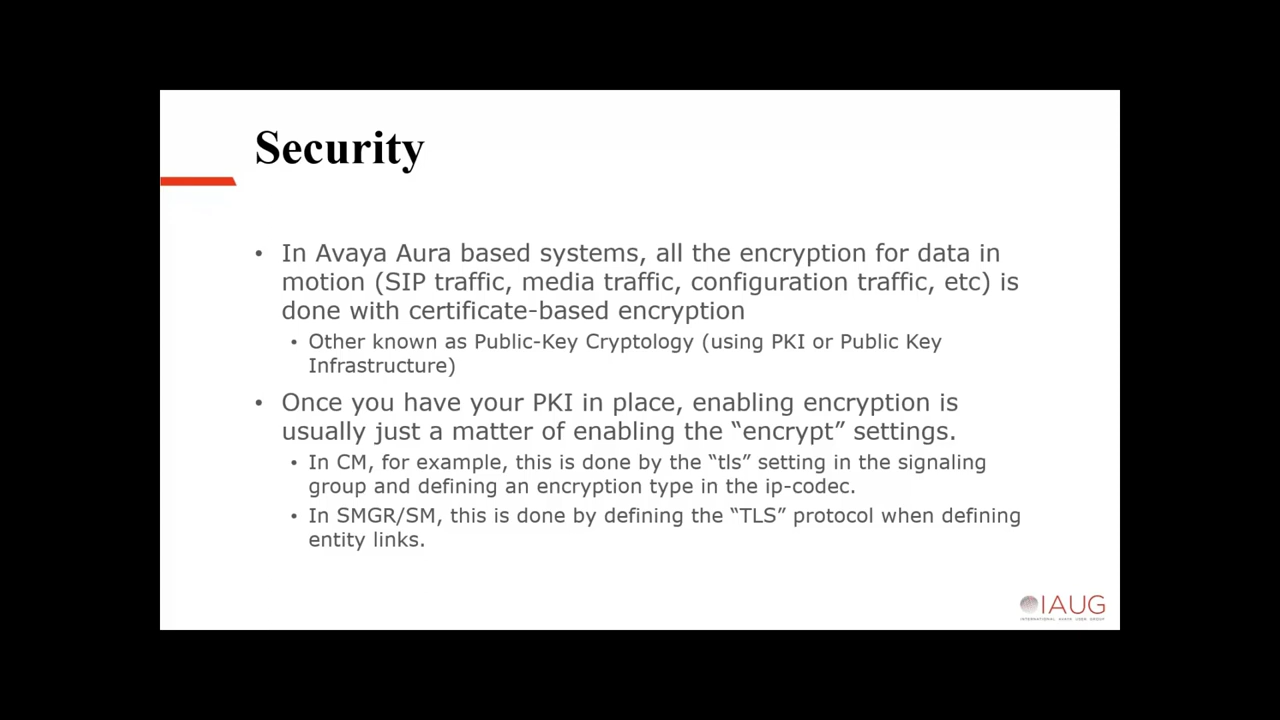 Security
• In Avaya Aura based systems, all the encryption for data in
motion (SIP traffic, media traffic, configuration traffic, etc) is
done with certificate-based encryption
• Other known as Public-Key Cryptology (using PKI or Public Key
Infrastructure)
• Once you have your PKI in place, enabling encryption is
usually just a matter of enabling the “encrypt” settings.
• In CM, for example, this is done by the “tls” setting in the signaling
group and defining an encryption type in the ip-codec.
• In SMGR/SM, this is done by defining the “TLS” protocol when defining
entity links.
IAUG
INTERNATIONAL AVAYA USER GROUP